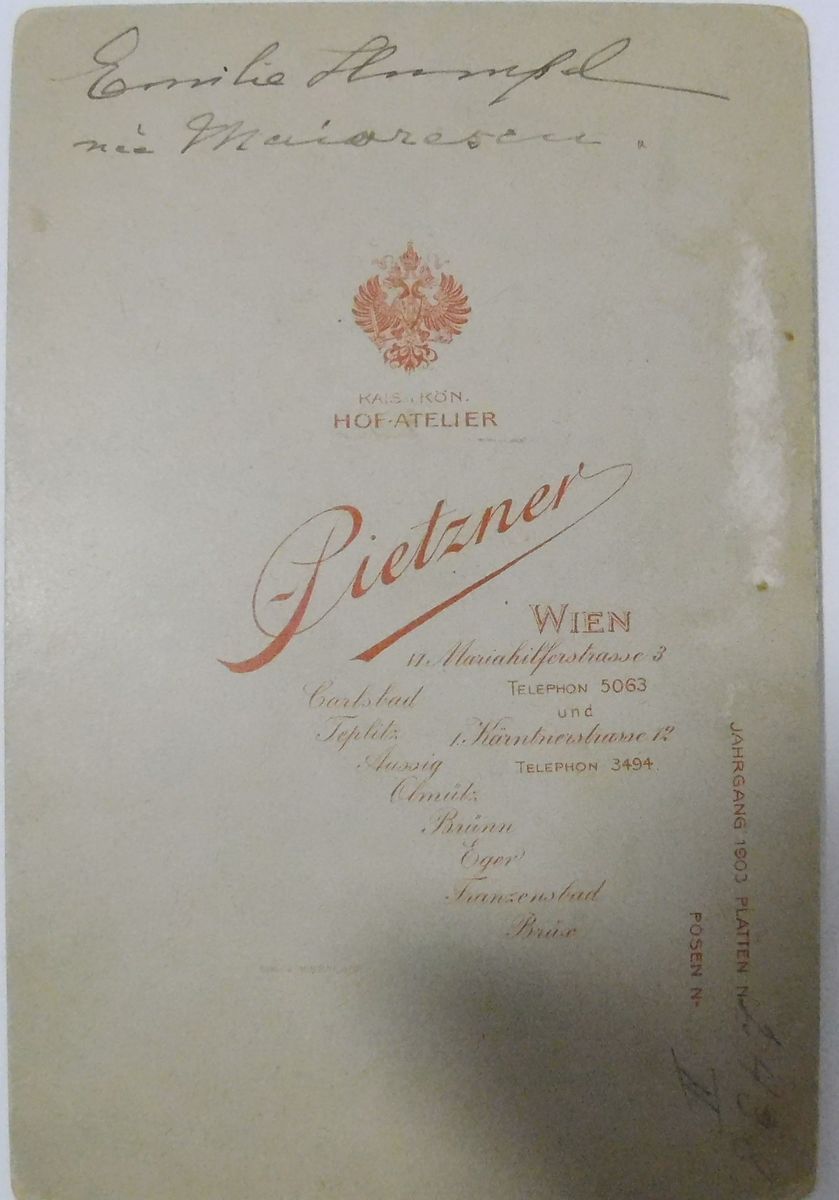 Emilie Humpel
née Maiorescu.
KAIS. u. KÖN.
HOF-ATELIER
Pietzner
WIEN
VI. Mariahilferstrasse 3
TELEPHON 5063
und
I. Kärntnerstrasse 12
TELEPHON 3494.
Carlsbad
Teplitz
Aussig
Olmütz
Brünn
Eger
Franzensbad
Brüx
JAHRGANG 1903 PLATTEN Nº
POSEN Nº